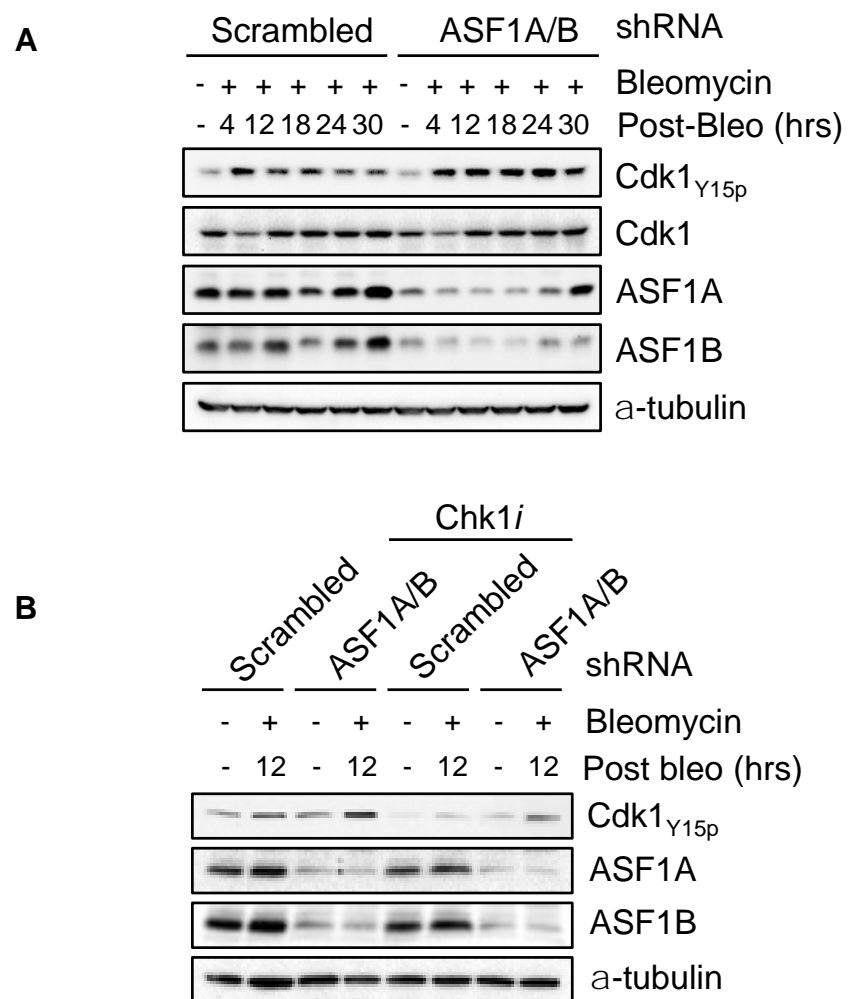 A
Scrambled ASF1A/B shRNA
- + + + + + - + + + + + Bleomycin
- 4 12 18 24 30 - 4 12 18 24 30 Post-Bleo (hrs)
Cdk1Y15p
Cdk1
ASF1A
ASF1B
a-tubulin
Chk1i
B
Scrambled ASF1A/B Scrambled ASF1A/B shRNA
- + - + - + - + Bleomycin
- 12 - 12 - 12 - 12 Post bleo (hrs)
Cdk1Y15p
ASF1A
ASF1B
a-tubulin